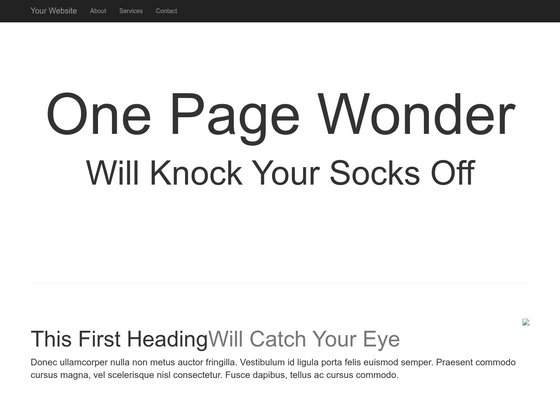 Your Website About Services Contact
One Page Wonder
Will Knock Your Socks Off
This First HeadingWill Catch Your Eye
Donec ullamcorper nulla non metus auctor fringilla. Vestibulum id ligula porta felis euismod semper. Praesent commodo
cursus magna, vel scelerisque nisl consectetur. Fusce dapibus, tellus ac cursus commodo.